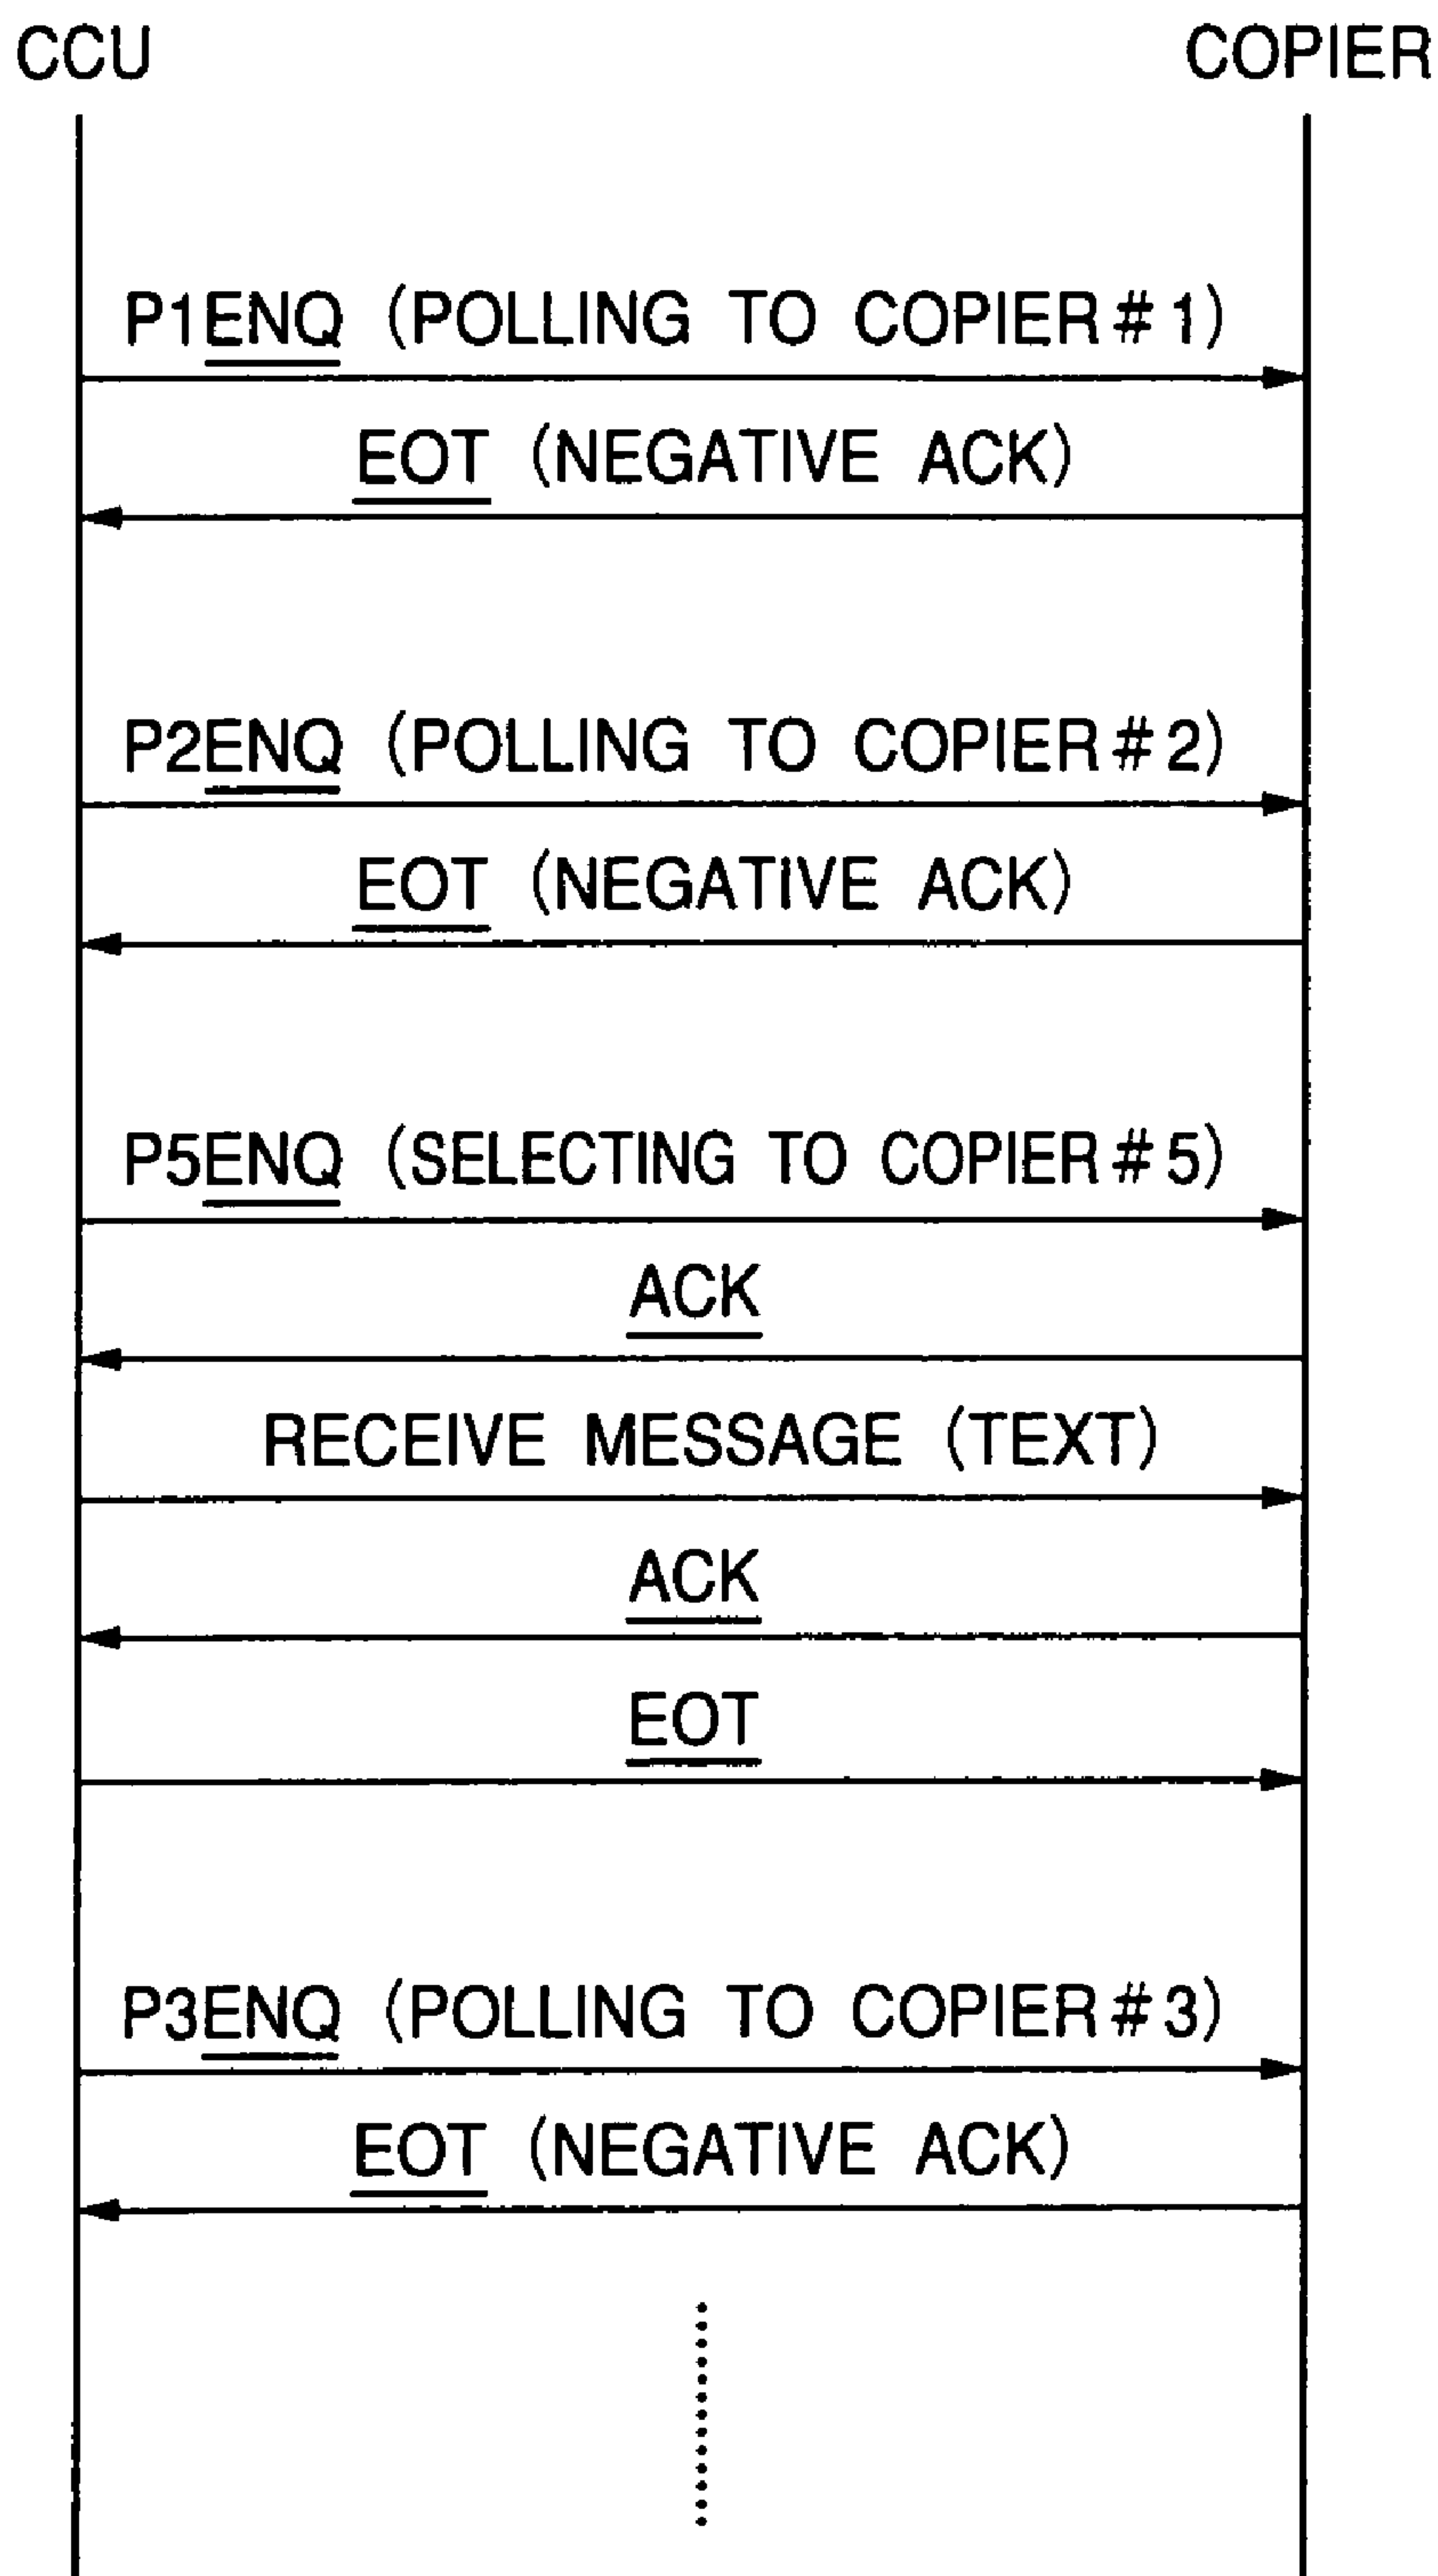 CCU COPIER
P1ENQ (POLLING TO COPIER#1)
EOT (NEGATIVE ACK)
P2ENQ (POLLING TO COPIER#2)
EOT (NEGATIVE ACK)
P5ENQ (SELECTING TO COPIER#5)
ACK
RECEIVE MESSAGE (TEXT)
ACK
EOT
P3ENQ (POLLING TO COPIER#3)
EOT (NEGATIVE ACK)